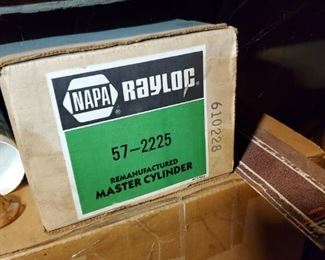 NAPA RAYLOC
57-2225
REMANUFACTURED
MASTER CYLINDER
610228